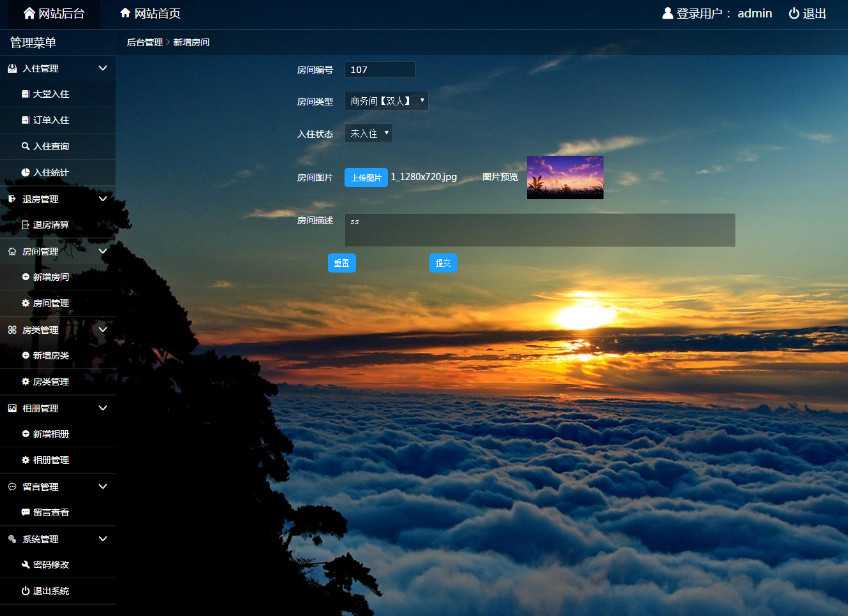 网站后台 网站首页 登录用户： admin 退出
管理菜单 后台管理 > 新增房间
入住管理
大堂入住
订单入住
入住查询
入住统计
退房管理
退房清算
房间管理
新增房间
房间管理
房类管理
新增房类
房类管理
相册管理
新增相册
相册管理
留言管理
留言查看
系统管理
密码修改
退出系统
房间编号 107
房间类型 商务间【双人】
入住状态 未入住
房间图片 上传图片 1_1280x720.jpg 图片预览
房间描述 ss
重置 提交